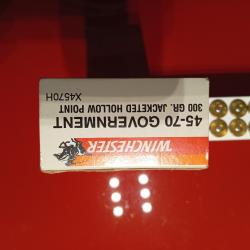 WINCHESTER
45-70 GOVERNMENT
300 GR. JACKETED HOLLOW POINT
X4570H